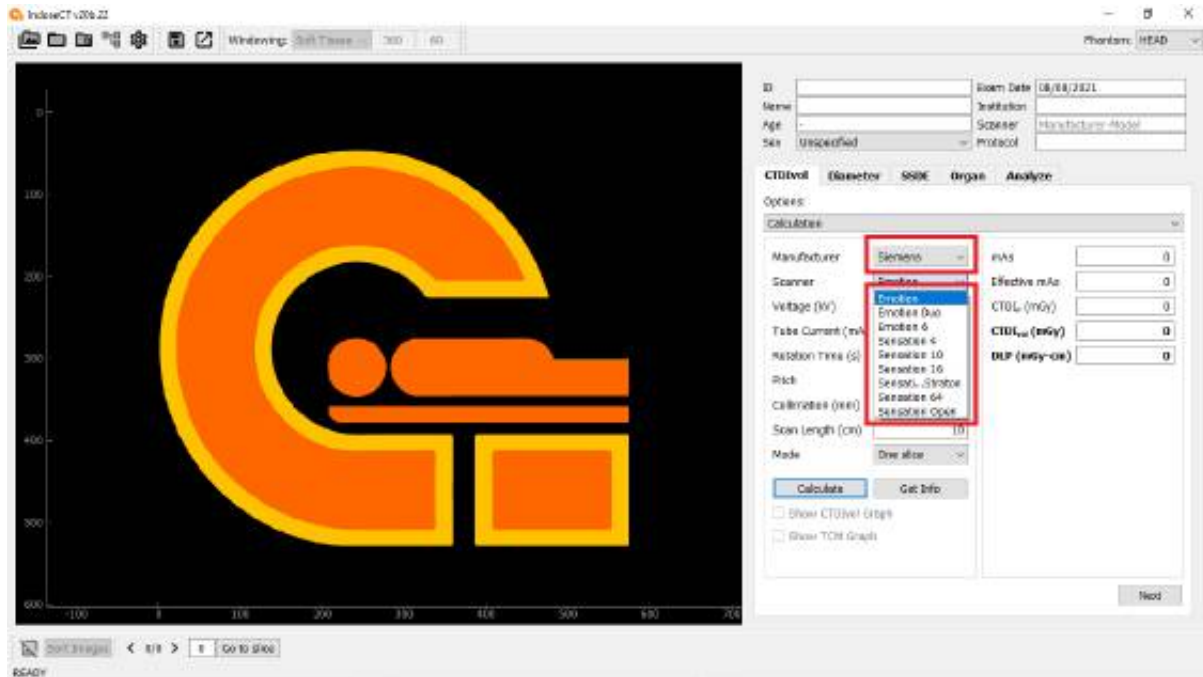 IndoseCT v20b.22
Windowing: Soft Tissue 360 60 Phantom: HEAD
ID Exam Date 08/08/2021
Name Institution
Age - Scanner Manufacturer-Model
Sex Unspecified Protocol
CTDIvol Diameter SSDE Organ Analyze
Options:
Calculation
Manufacturer Siemens mAs 0
Scanner Emotion Effective mAs 0
Emotion
Voltage (kV) Emotion Duo CTDIw (mGy) 0
Emotion 6
Tube Current (mA CTDIvol (mGy) 0
Sensation 4
Rotation Time (s) Sensation 10 DLP (mGy-cm) 0
Sensation 16
Pitch Sensati...Straton
Sensation 64
Collimation (mm) Sensation Open
Scan Length (cm) 10
Mode One slice
Calculate Get Info
Show CTDIvol Graph
Show TCM Graph
Next
0
100
200
300
400
500
600
-100 0 100 200 300 400 500 600 700
Sort Images 0/0 0 Go to slice
READY